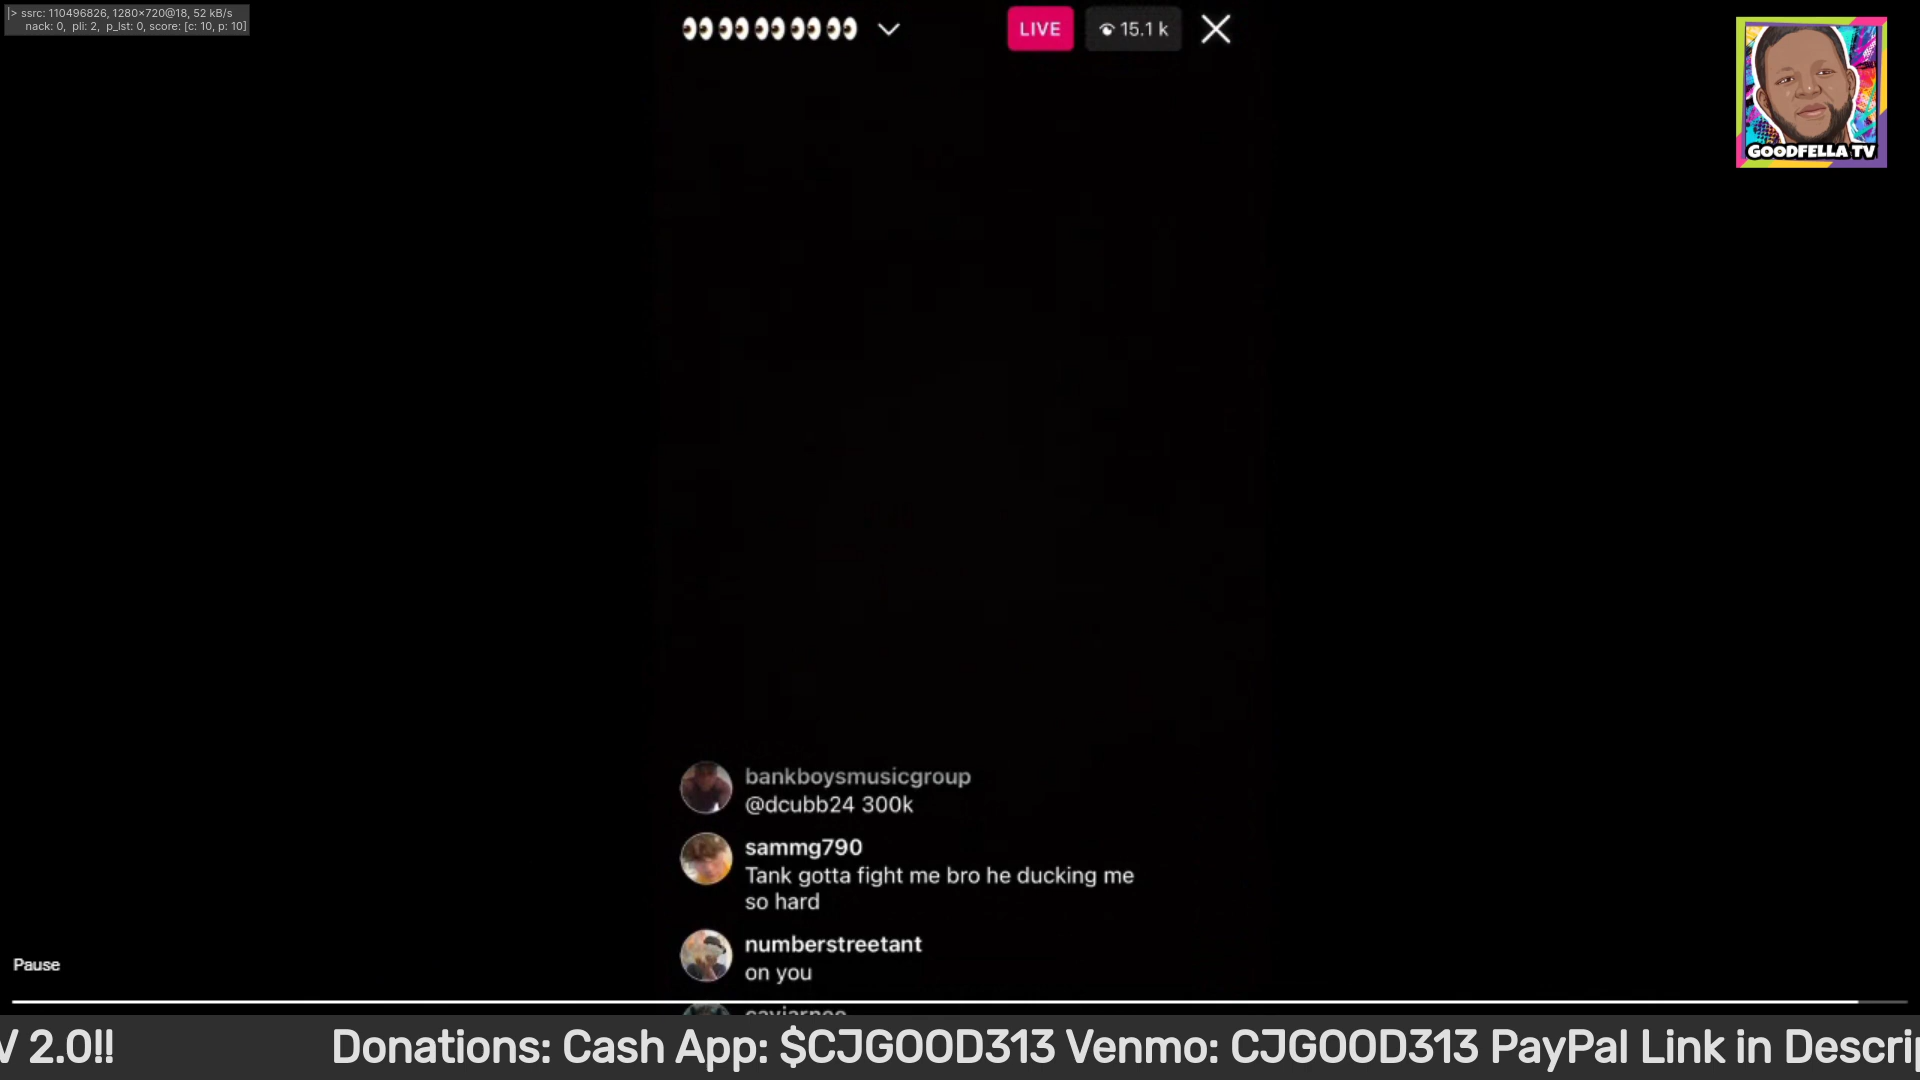 |> ssrc: 110496826, 1280×720@18, 52 kB/s
nack: 0, pli: 2, p_lst: 0, score: [c: 10, p: 10]
LIVE
15.1 k
GOODFELLA TV
bankboysmusicgroup
@dcubb24 300k
sammg790
Tank gotta fight me bro he ducking me
so hard
numberstreetant
on you
Pause
V 2.0!! Donations: Cash App: $CJGOOD313 Venmo: CJGOOD313 PayPal Link in Descrip